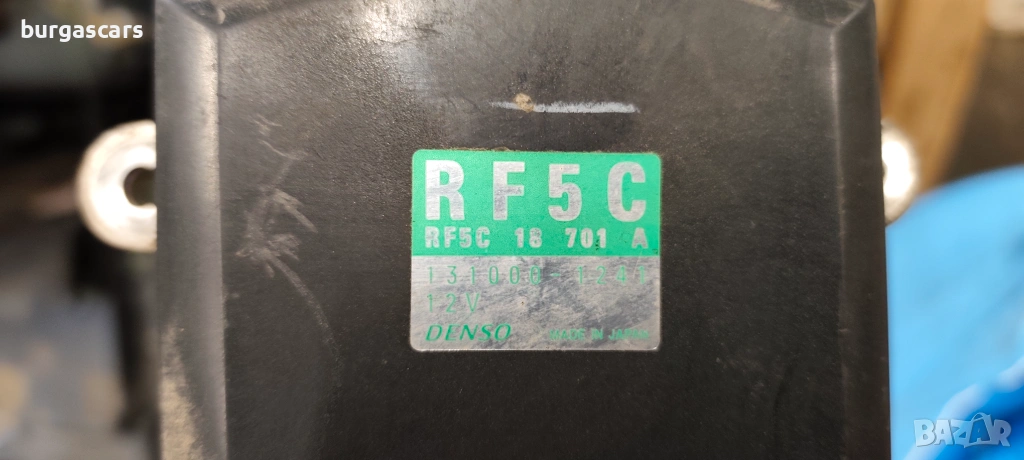 burgascars
RF5C
RF5C 18 701 A
131000-1241
12V
DENSO MADE IN JAPAN
BAZAR